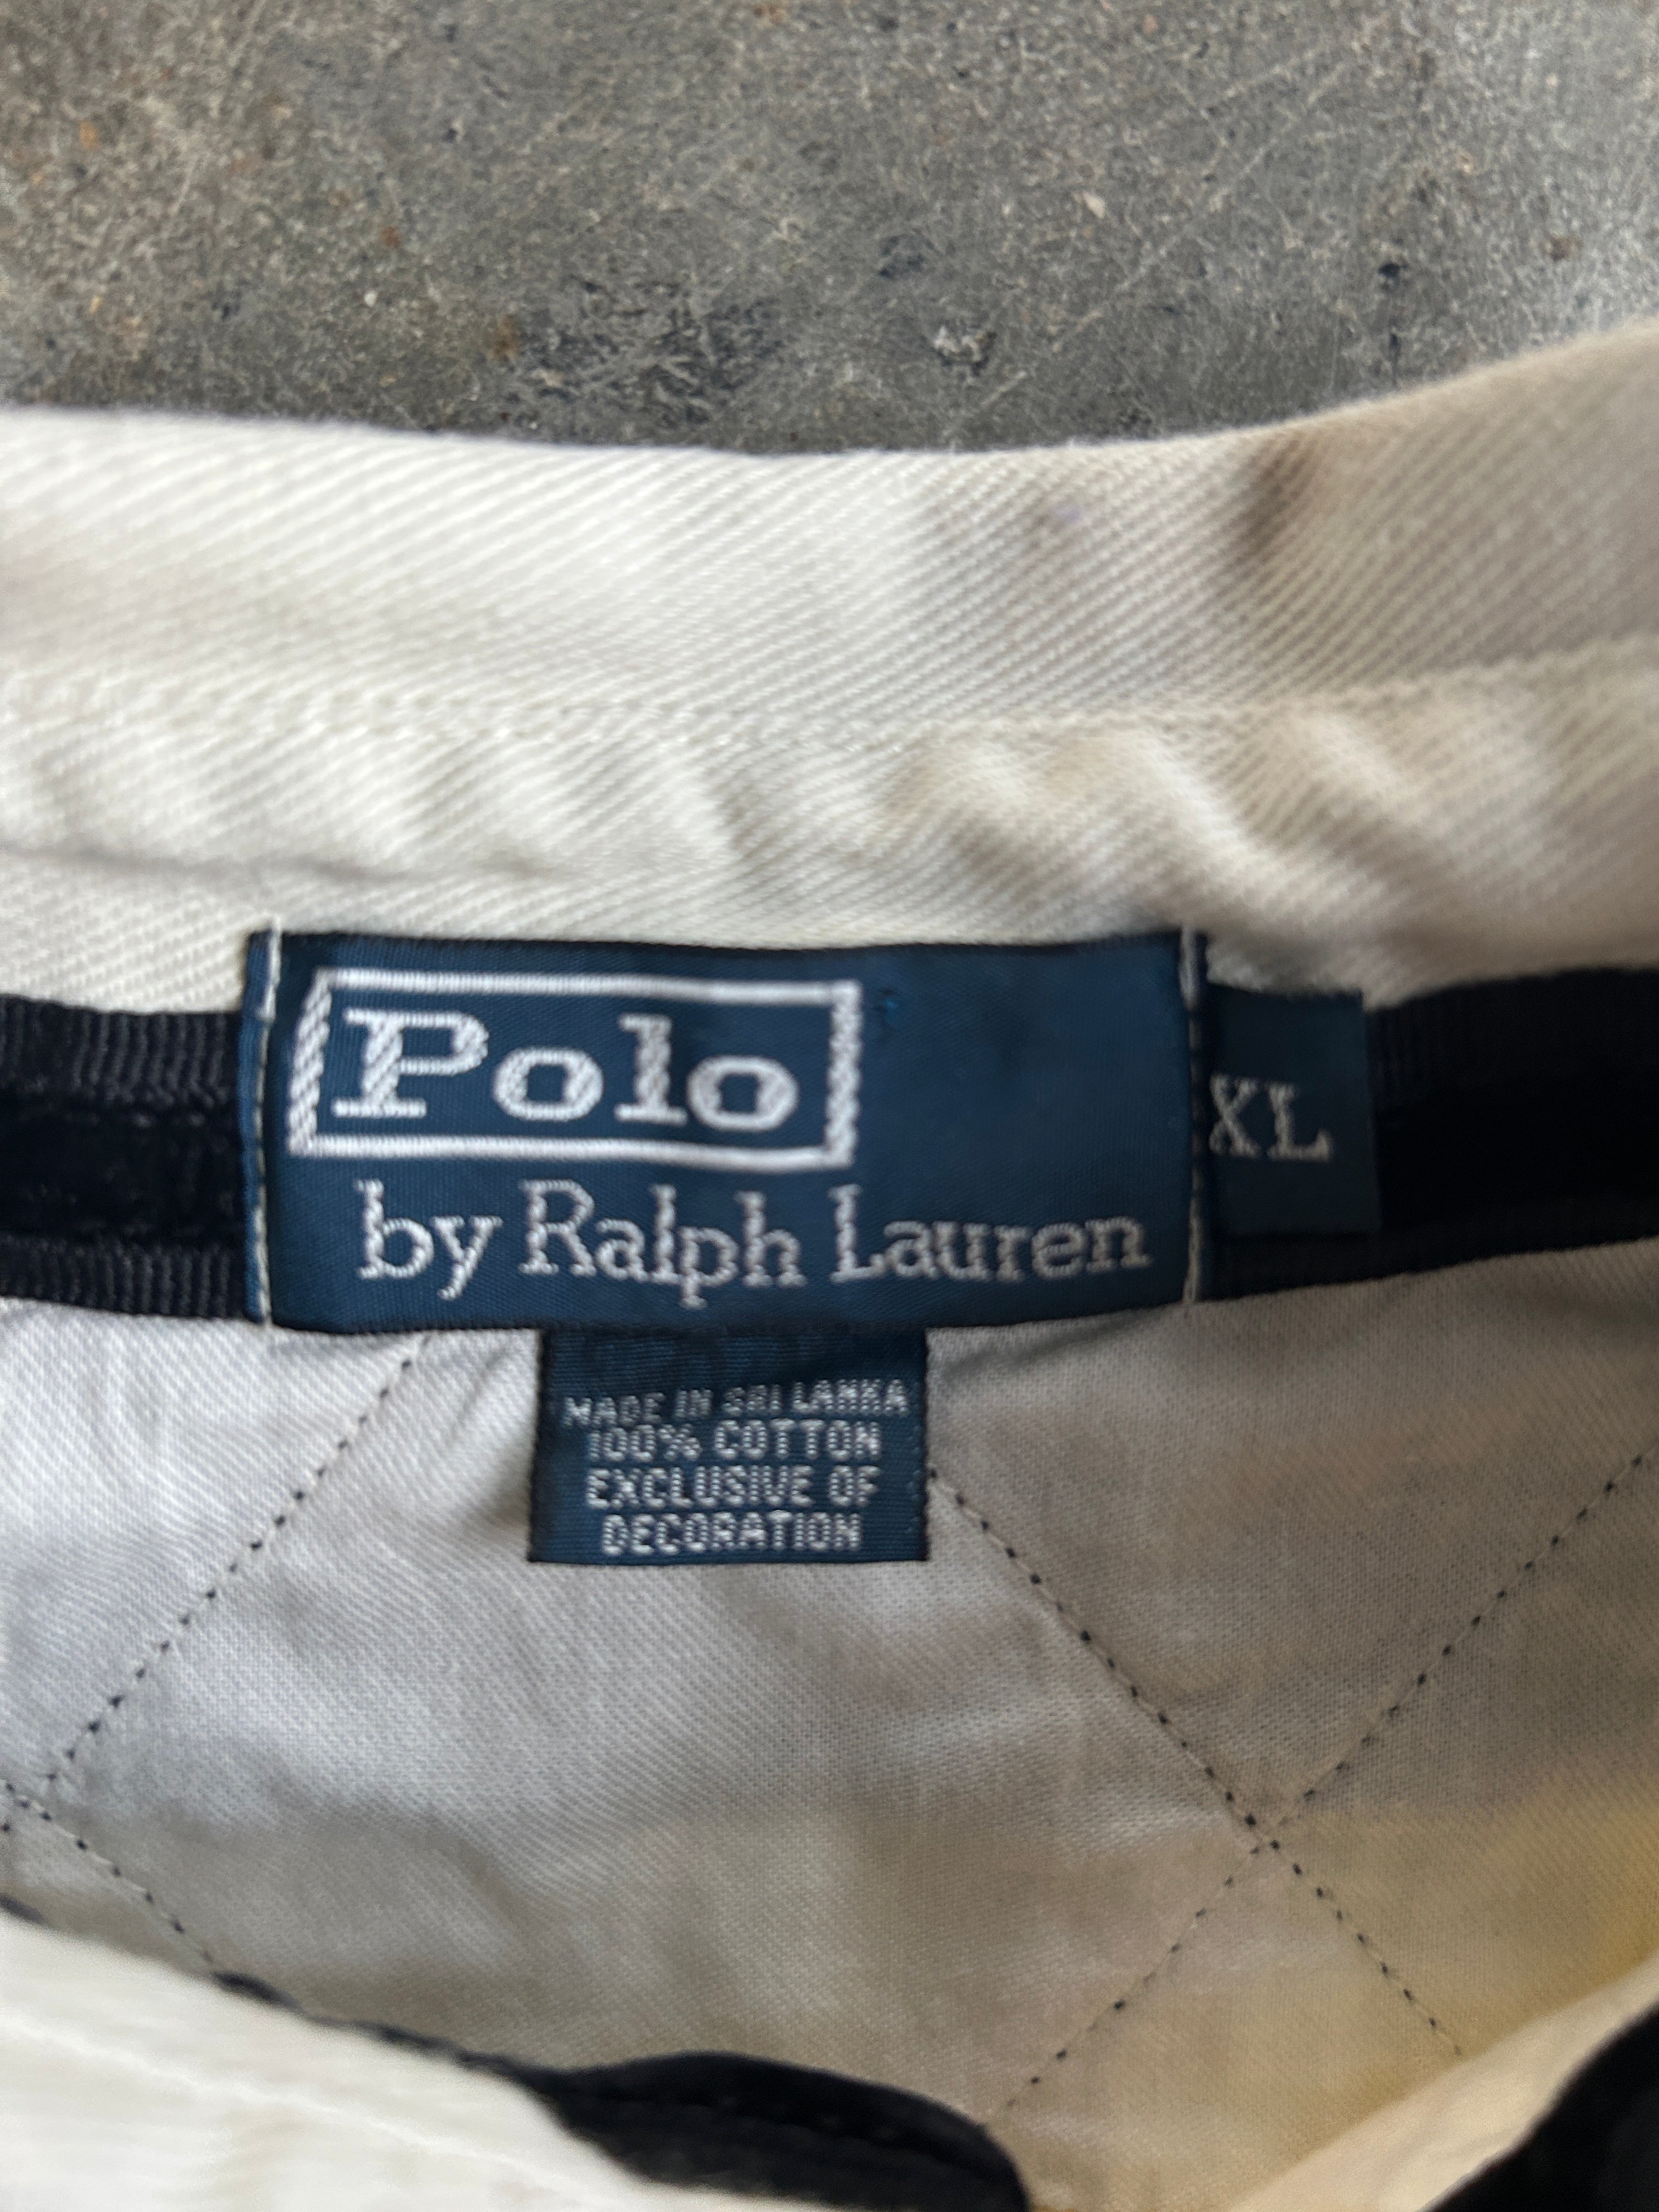 Polo
by Ralph Lauren
XL
MADE IN SRI LANKA
100% COTTON
EXCLUSIVE OF
DECORATION